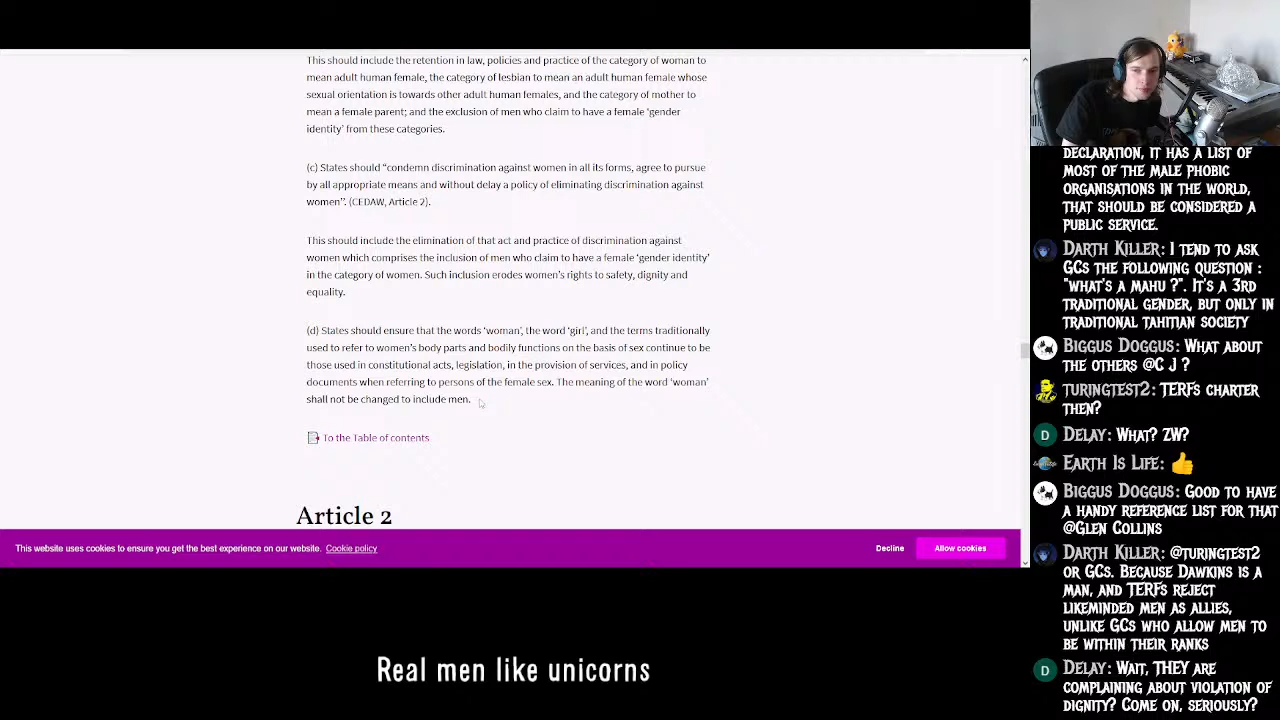 This should include the retention in law, policies and practice of the category of woman to
mean adult human female, the category of lesbian to mean an adult human female whose
sexual orientation is towards other adult human females, and the category of mother to
mean a female parent; and the exclusion of men who claim to have a female ‘gender
identity’ from these categories.
(c) States should “condemn discrimination against women in all its forms, agree to pursue
by all appropriate means and without delay a policy of eliminating discrimination against
women”. (CEDAW, Article 2).
This should include the elimination of that act and practice of discrimination against
women which comprises the inclusion of men who claim to have a female ‘gender identity’
in the category of women. Such inclusion erodes women’s rights to safety, dignity and
equality.
(d) States should ensure that the words ‘woman’, the word ‘girl’, and the terms traditionally
used to refer to women’s body parts and bodily functions on the basis of sex continue to be
those used in constitutional acts, legislation, in the provision of services, and in policy
documents when referring to persons of the female sex. The meaning of the word ‘woman’
shall not be changed to include men.
To the Table of contents
Article 2
This website uses cookies to ensure you get the best experience on our website. Cookie policy
Decline
Allow cookies
Real men like unicorns
DECLARATION, IT HAS A LIST OF
MOST OF THE MALE PHOBIC
ORGANISATIONS IN THE WORLD,
THAT SHOULD BE CONSIDERED A
PUBLIC SERVICE.
DARTH KILLER: I TEND TO ASK
GCS THE FOLLOWING QUESTION :
"WHAT'S A MAHU ?". IT'S A 3RD
TRADITIONAL GENDER, BUT ONLY IN
TRADITIONAL TAHITIAN SOCIETY
BIGGUS DOGGUS: WHAT ABOUT
THE OTHERS @C J ?
TURINGTEST2: TERFS CHARTER
THEN?
D
DELAY: WHAT? ZW?
EARTH IS LIFE: 👍
BIGGUS DOGGUS: GOOD TO HAVE
A HANDY REFERENCE LIST FOR THAT
@GLEN COLLINS
DARTH KILLER: @TURINGTEST2
OR GCS. BECAUSE DAWKINS IS A
MAN, AND TERFS REJECT
LIKEMINDED MEN AS ALLIES,
UNLIKE GCS WHO ALLOW MEN TO
BE WITHIN THEIR RANKS
D
DELAY: WAIT, THEY ARE
COMPLAINING ABOUT VIOLATION OF
DIGNITY? COME ON, SERIOUSLY?